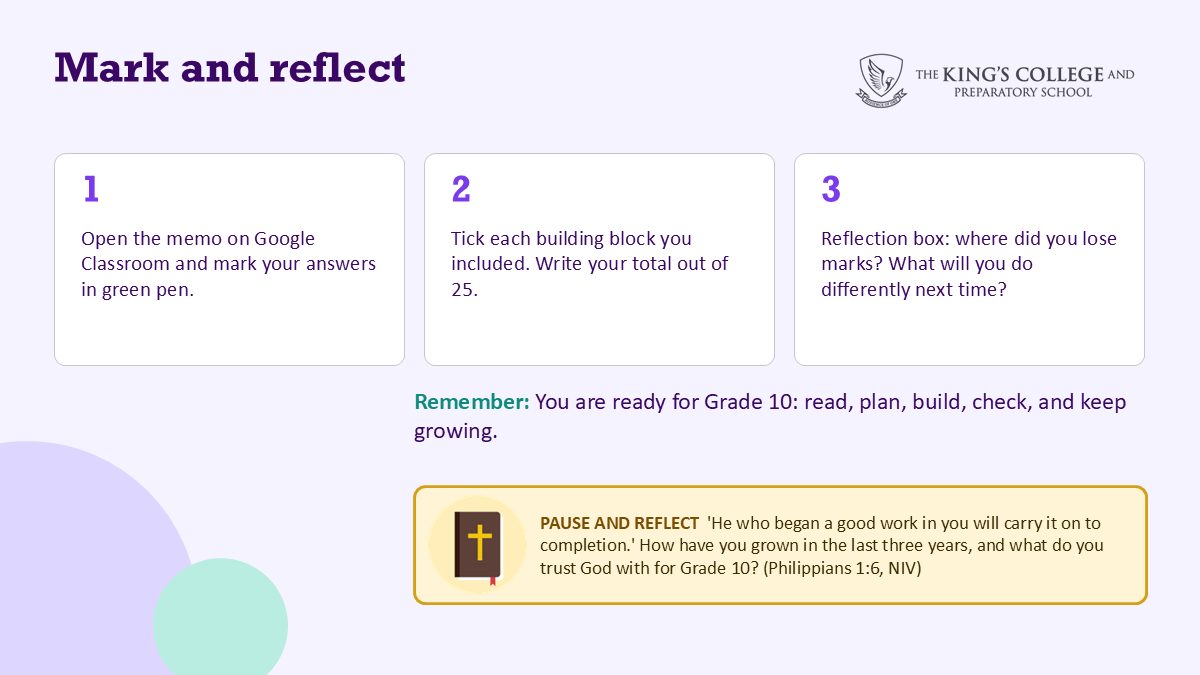 Mark and reflect
THE KING'S COLLEGE AND
PREPARATORY SCHOOL
1
Open the memo on Google
Classroom and mark your answers
in green pen.
2
Tick each building block you
included. Write your total out of
25.
3
Reflection box: where did you lose
marks? What will you do
differently next time?
Remember: You are ready for Grade 10: read, plan, build, check, and keep
growing.
PAUSE AND REFLECT 'He who began a good work in you will carry it on to
completion.' How have you grown in the last three years, and what do you
trust God with for Grade 10? (Philippians 1:6, NIV)